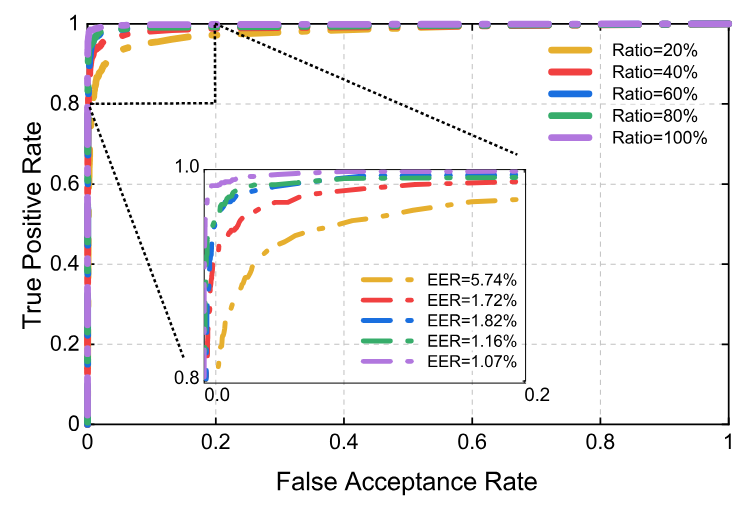 1
0.8
0.6
0.4
0.2
0
True Positive Rate
Ratio=20%
Ratio=40%
Ratio=60%
Ratio=80%
Ratio=100%
1.0
0.8
0.0
0.2
EER=5.74%
EER=1.72%
EER=1.82%
EER=1.16%
EER=1.07%
0
0.2
0.4
0.6
0.8
1
False Acceptance Rate